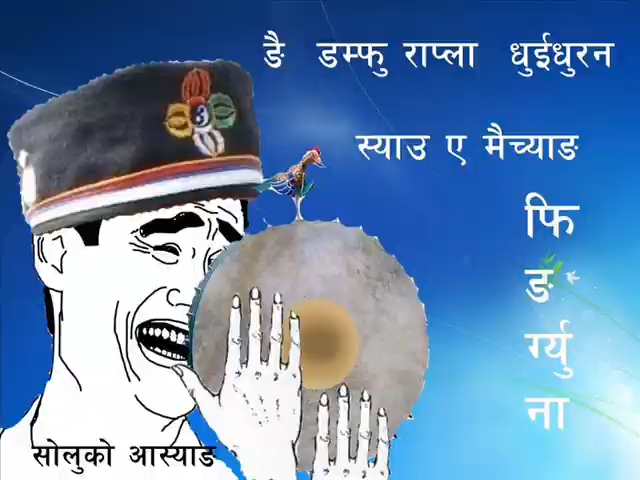 ङै डम्फु राप्ला धुईधुरन
स्याउ ए मैच्याङ
फि
ङ
र्ग्यु
ना
सोलुको आस्याङ